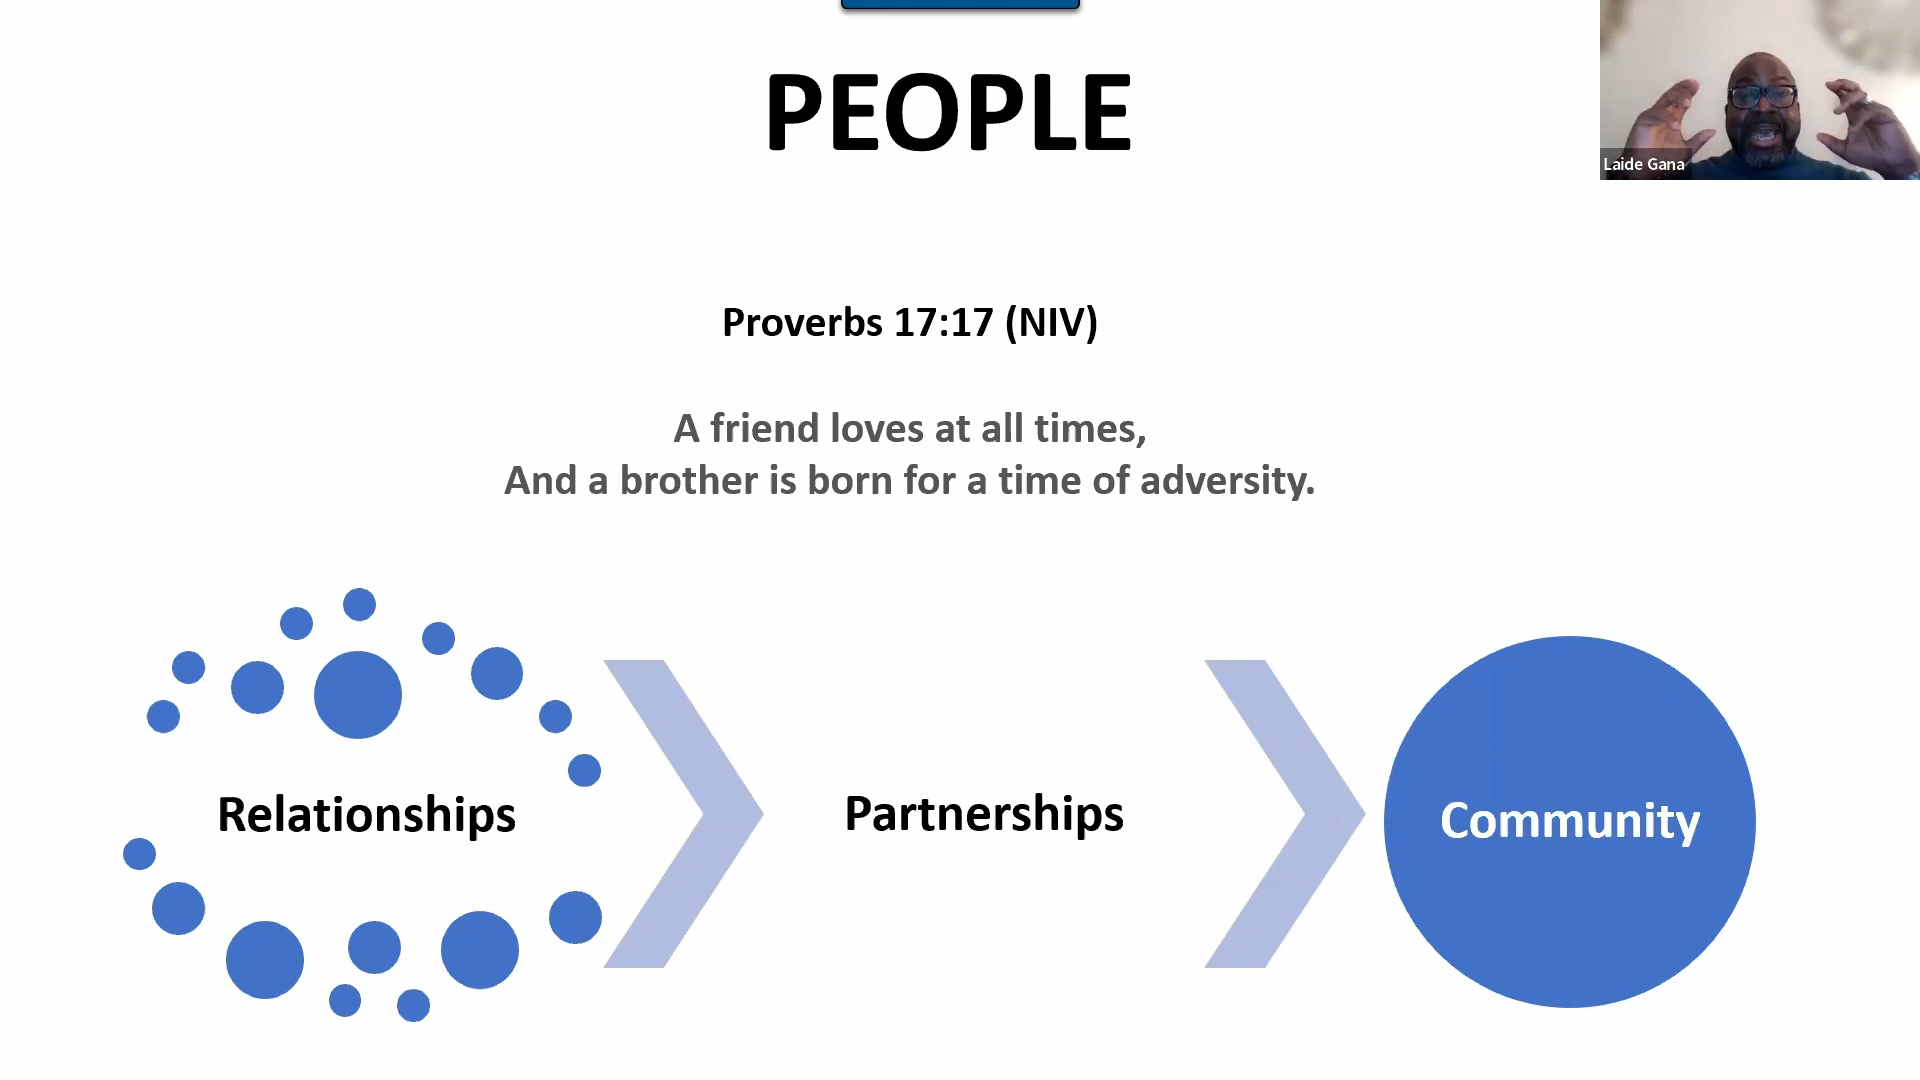 PEOPLE
Laide Gana
Proverbs 17:17 (NIV)
A friend loves at all times,
And a brother is born for a time of adversity.
Relationships
Partnerships
Community